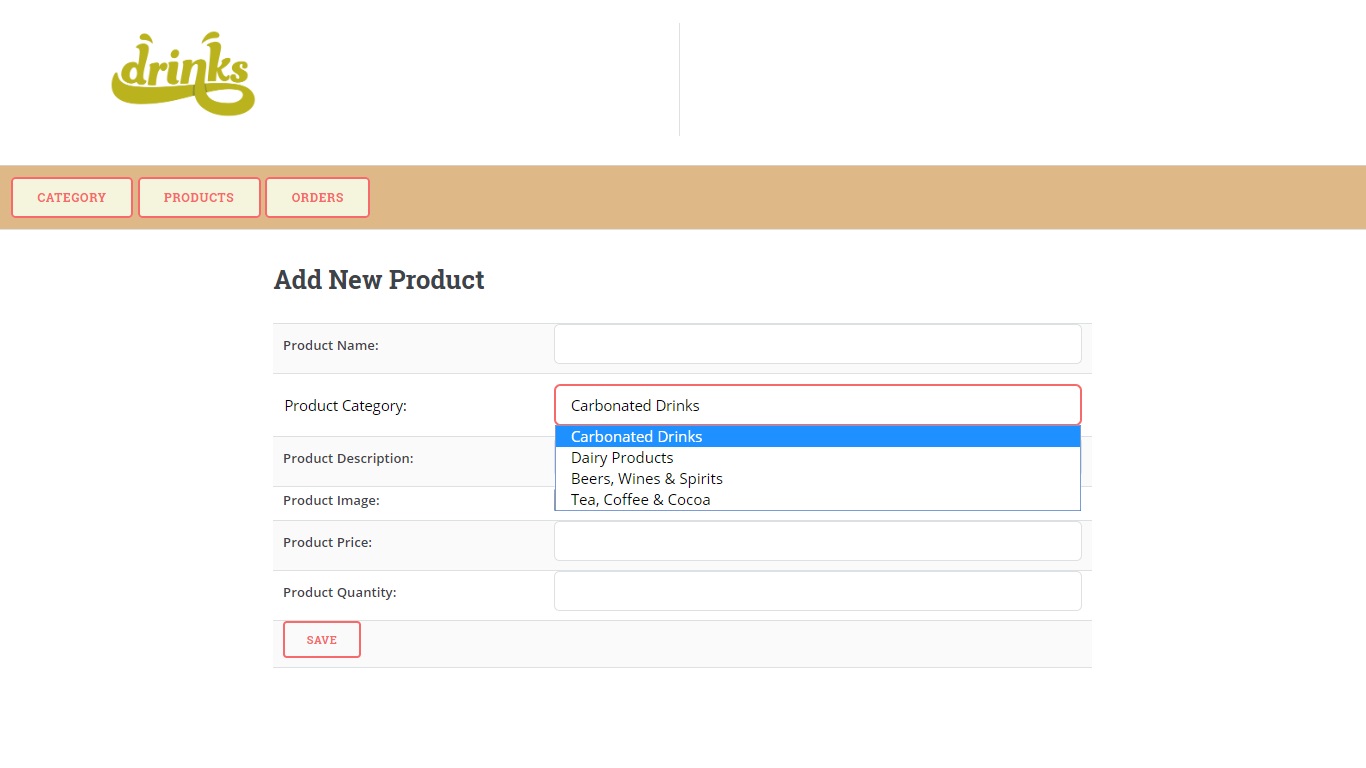 drinks
CATEGORY PRODUCTS ORDERS
Add New Product
Product Name:
Product Category: Carbonated Drinks
Carbonated Drinks
Dairy Products
Product Description:
Beers, Wines & Spirits
Product Image: Tea, Coffee & Cocoa
Product Price:
Product Quantity:
SAVE